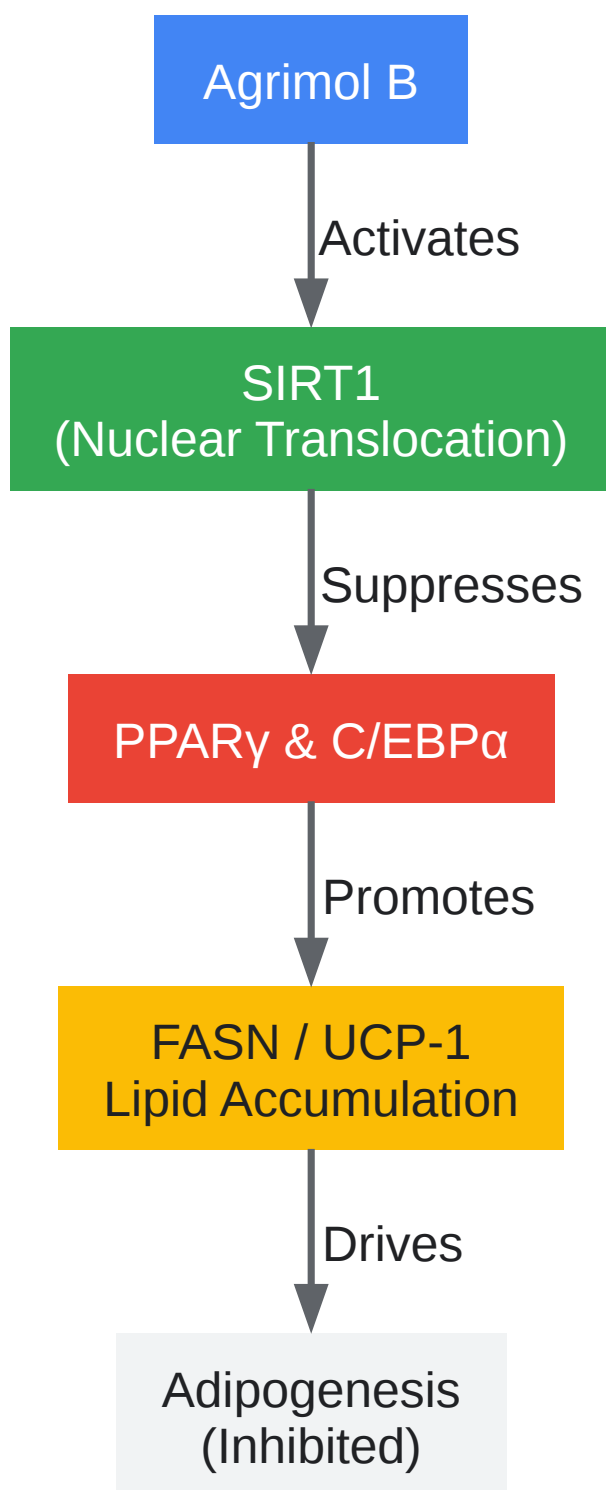 Agrimol B
Activates
SIRT1
(Nuclear Translocation)
Suppresses
PPARγ & C/EBPα
Promotes
FASN / UCP-1
Lipid Accumulation
Drives
Adipogenesis
(Inhibited)